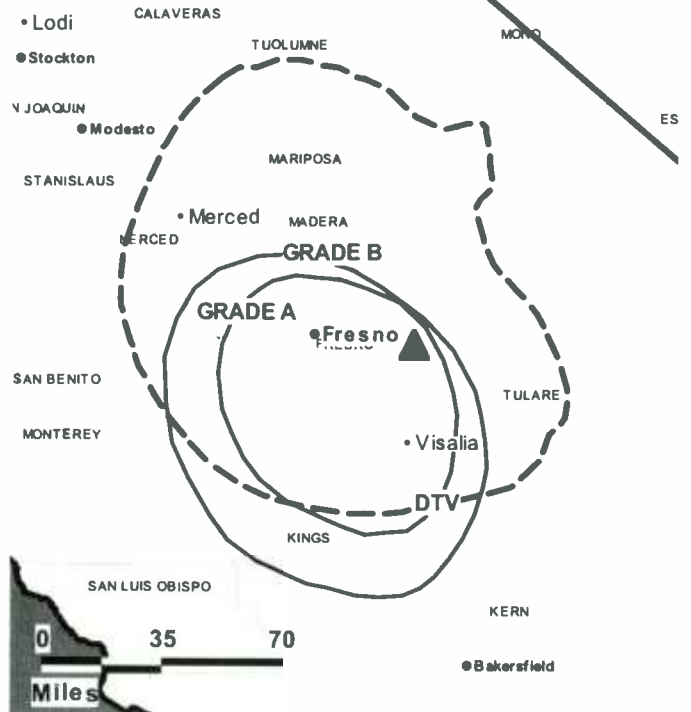 CALAVERAS
Lodi
MONO
TUOLUMNE
Stockton
N JOAQUIN
ES
Modesto
MARIPOSA
STANISLAUS
Merced
MADERA
MERCED
GRADE B
GRADE A
Fresno
SAN BENITO
TULARE
MONTEREY
Visalia
DTV
KINGS
SAN LUIS OBISPO
KERN
0 35 70
Bakersfield
Miles